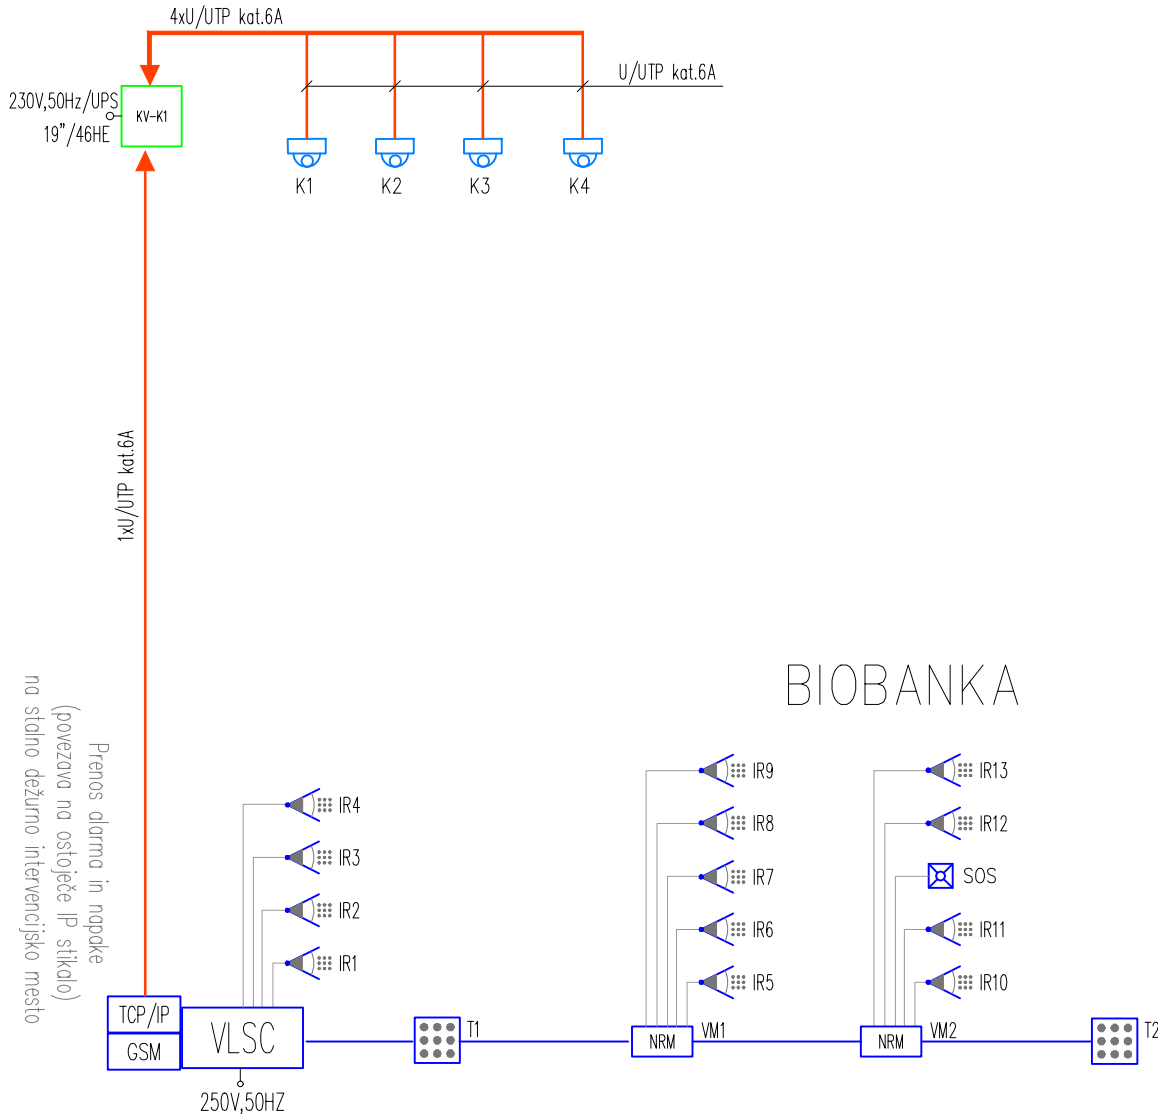 4xU/UTP kat.6A
U/UTP kat.6A
230V,50Hz/UPS
19"/46HE
KV-K1
K1
K2
K3
K4
1xU/UTP kat.6A
BIOBANKA
Prenos alarma in napake
(povezava na ostoječe IP stikalo)
na stalno dežurno intervencijsko mesto
IR4
IR3
IR2
IR1
IR9
IR8
IR7
IR6
IR5
IR13
IR12
SOS
IR11
IR10
TCP/IP
GSM
VLSC
250V,50HZ
T1
NRM
VM1
NRM
VM2
T2